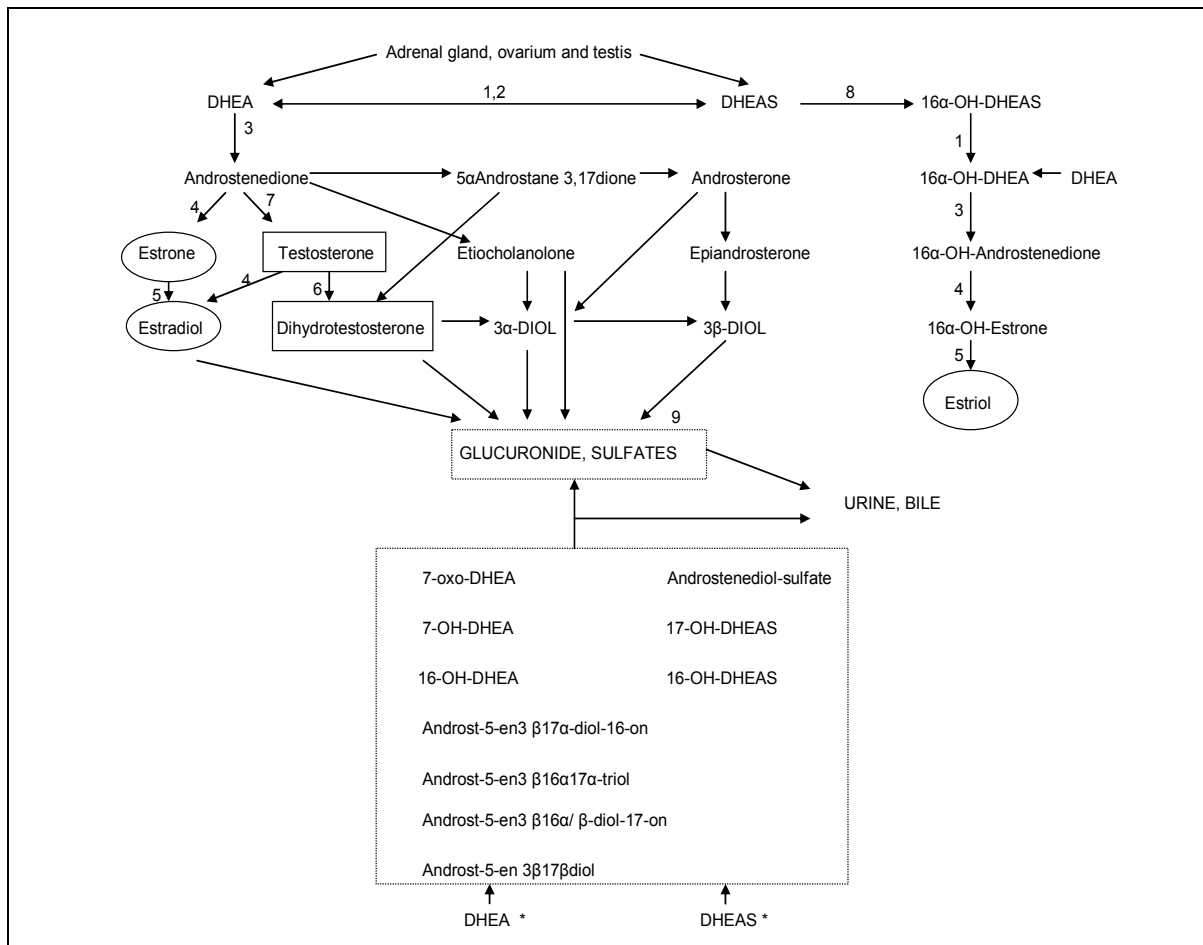 Adrenal gland, ovarium and testis
DHEA 1,2 DHEAS 8 16α-OH-DHEAS
3 1
Androstenedione 5αAndrostane 3,17dione Androsterone 16α-OH-DHEA DHEA
4 7 3
Estrone Testosterone Etiocholanolone Epiandrosterone 16α-OH-Androstenedione
5 4 6 4
Estradiol Dihydrotestosterone 3α-DIOL 3β-DIOL 16α-OH-Estrone
5
Estriol
9
GLUCURONIDE, SULFATES
URINE, BILE
7-oxo-DHEA Androstenediol-sulfate
7-OH-DHEA 17-OH-DHEAS
16-OH-DHEA 16-OH-DHEAS
Androst-5-en3 β17α-diol-16-on
Androst-5-en3 β16α17α-triol
Androst-5-en3 β16α/ β-diol-17-on
Androst-5-en 3β17βdiol
DHEA * DHEAS *